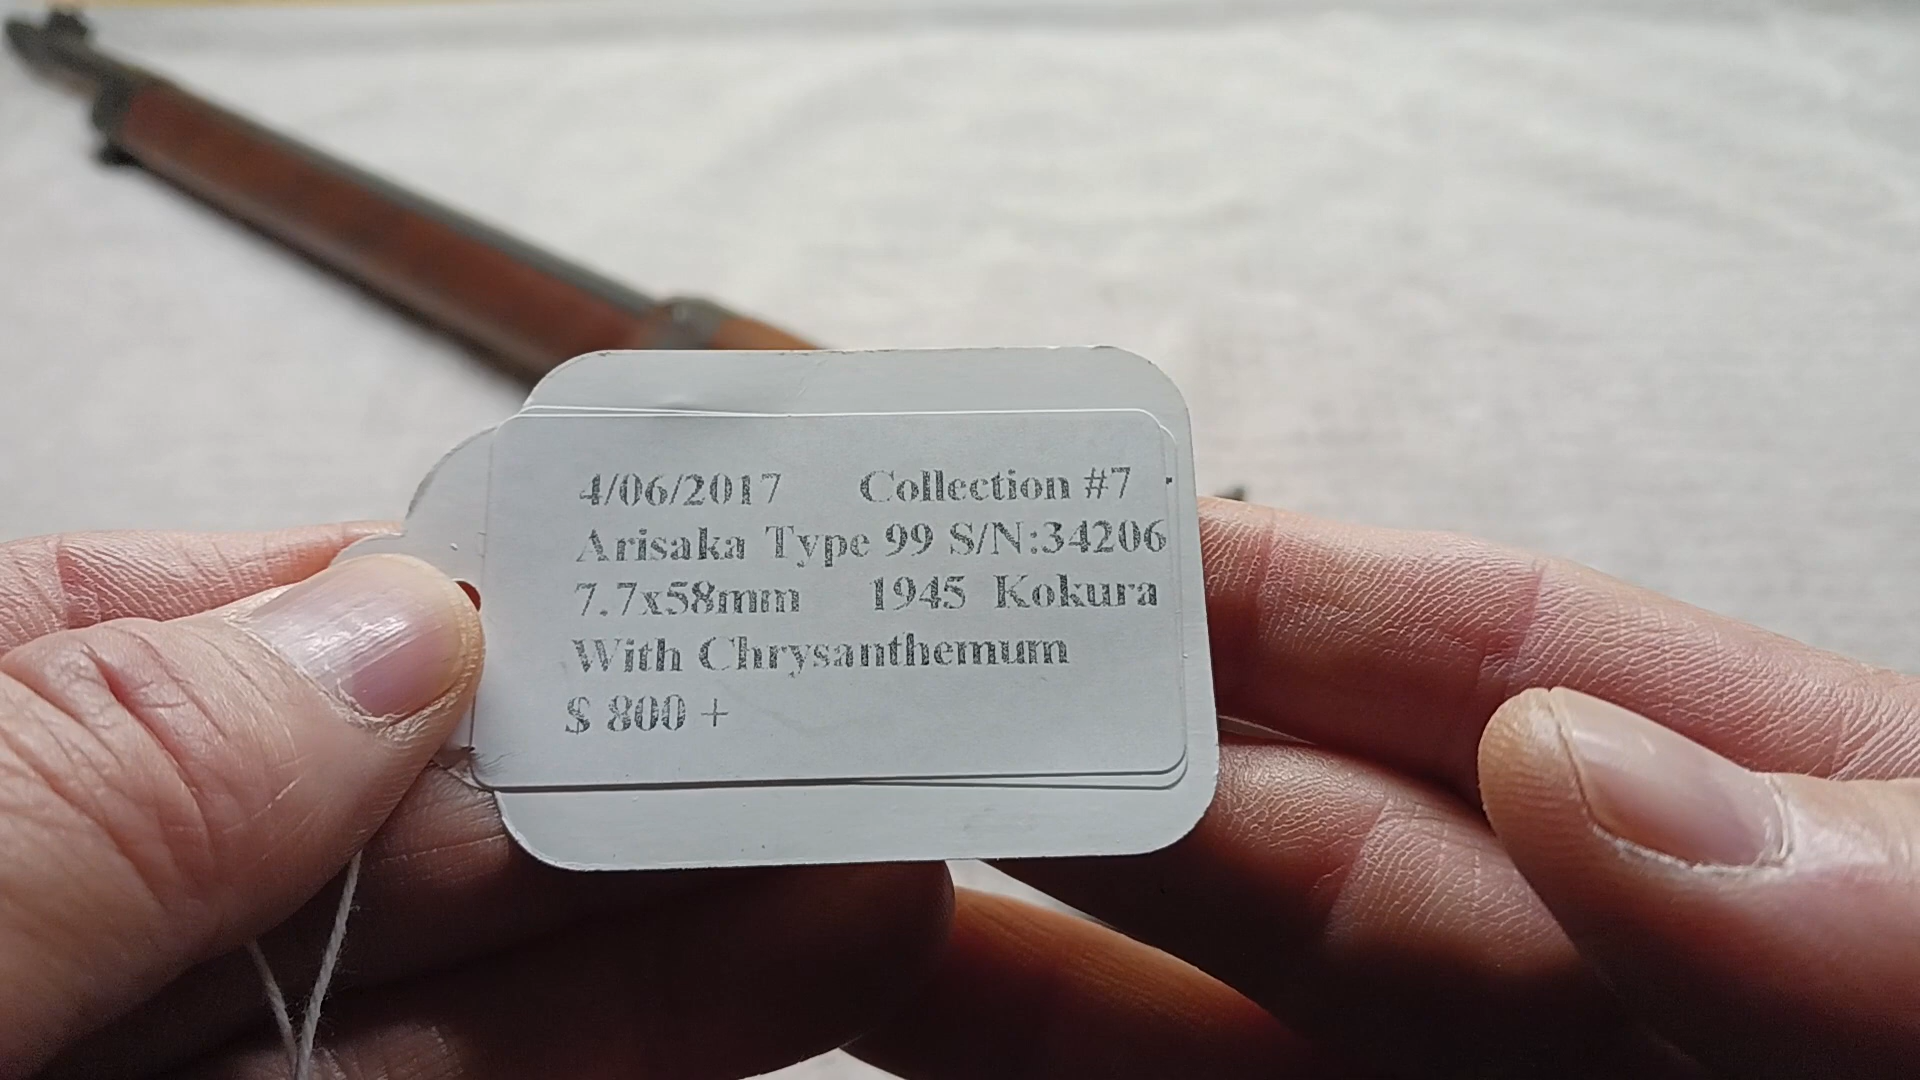 4/06/2017 Collection #7
Arisaka Type 99 S/N:34206
7.7x58mm 1945 Kokura
With Chrysanthemum
$ 800 +